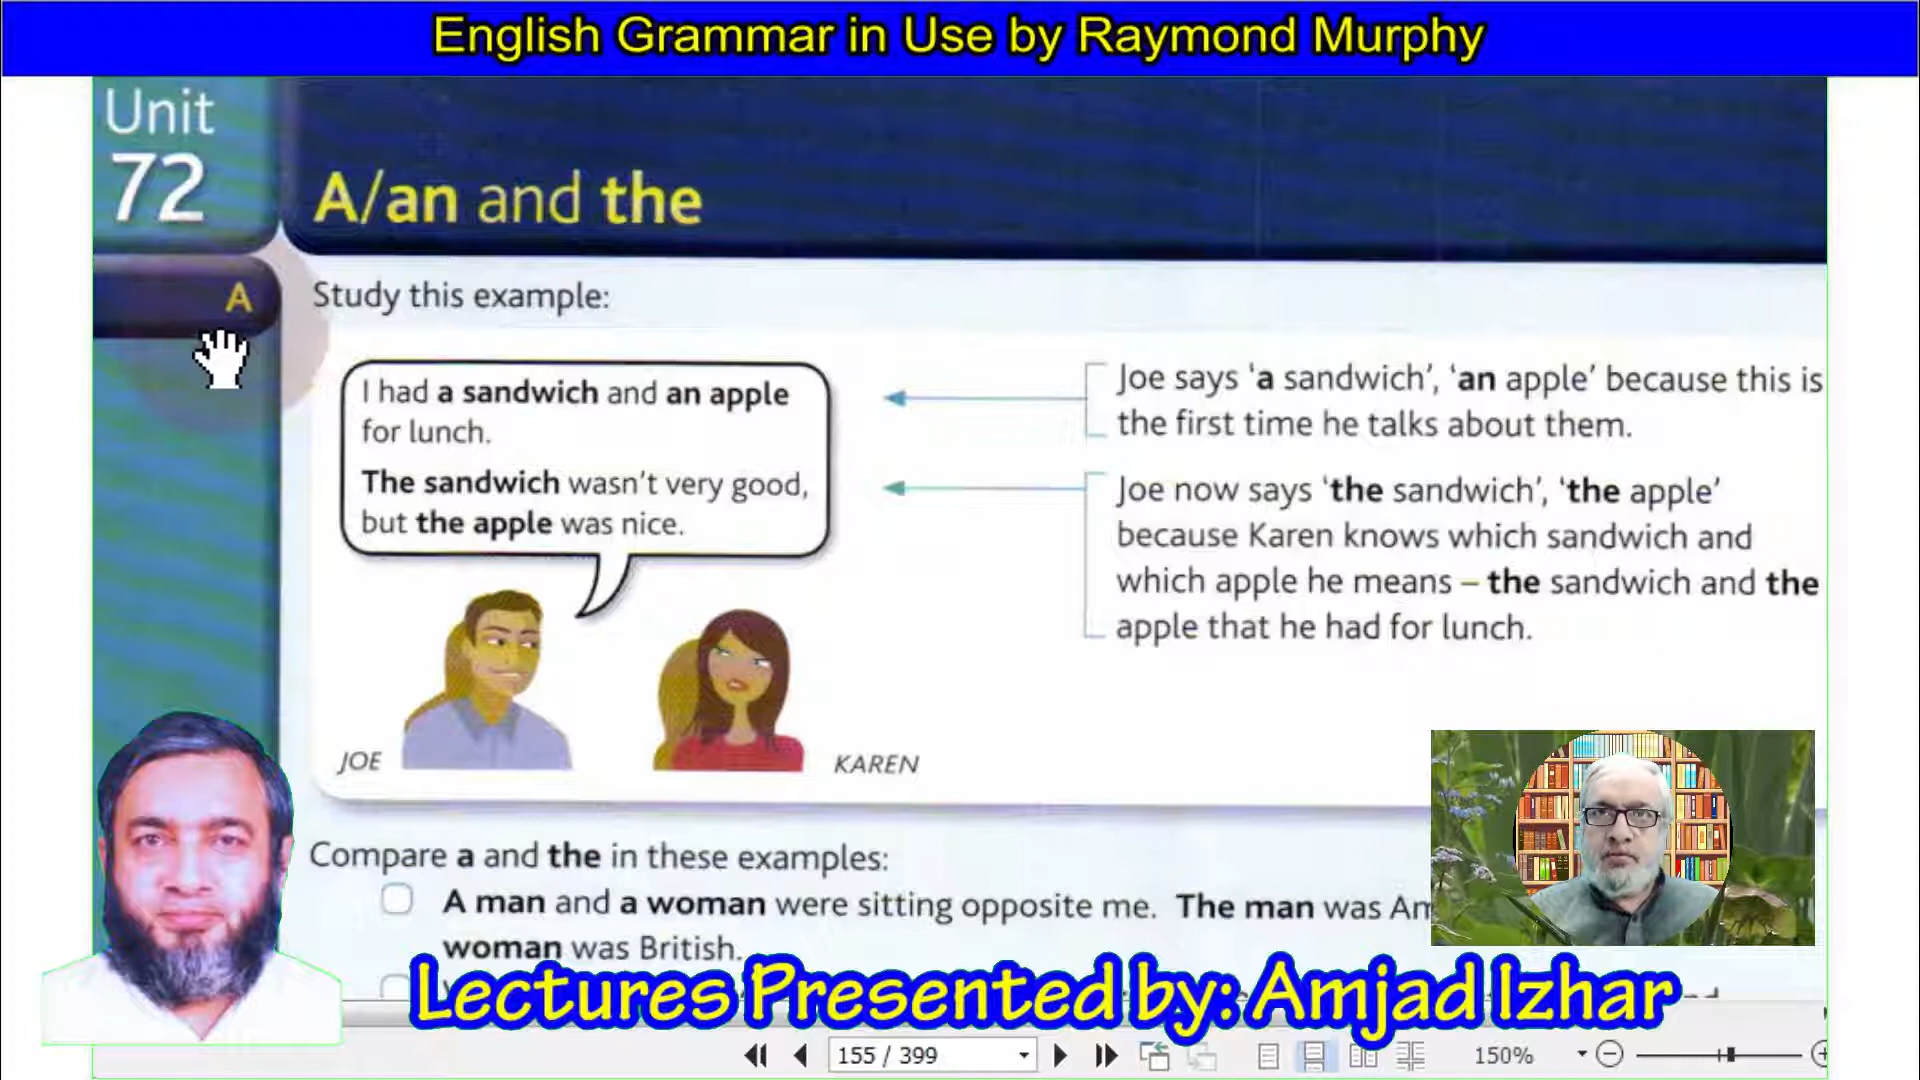 English Grammar in Use by Raymond Murphy
Unit
72
A/an and the
A
Study this example:
I had a sandwich and an apple
for lunch.
The sandwich wasn't very good,
but the apple was nice.
Joe says 'a sandwich', 'an apple' because this is
the first time he talks about them.
Joe now says 'the sandwich', 'the apple'
because Karen knows which sandwich and
which apple he means – the sandwich and the
apple that he had for lunch.
JOE
KAREN
Compare a and the in these examples:
A man and a woman were sitting opposite me. The man was Am
woman was British.
Lectures Presented by: Amjad Izhar
155 / 399
150%